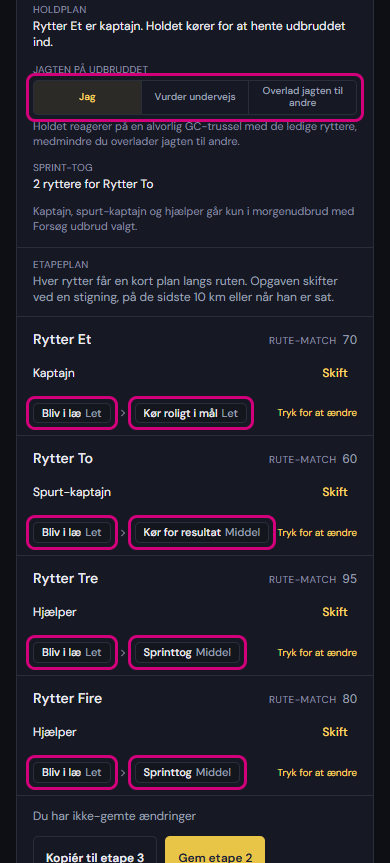 HOLDPLAN
Rytter Et er kaptajn. Holdet kører for at hente udbruddet
ind.
JAGTEN PÅ UDBRUDDET
Jag
Vurder undervejs
Overlad jagten til
andre
Holdet reagerer på en alvorlig GC-trussel med de ledige ryttere,
medmindre du overlader jagten til andre.
SPRINT-TOG
2 ryttere for Rytter To
Kaptajn, spurt-kaptajn og hjælper går kun i morgenudbrud med
Forsøg udbrud valgt.
ETAPEPLAN
Hver rytter får en kort plan langs ruten. Opgaven skifter
ved en stigning, på de sidste 10 km eller når han er sat.
Rytter Et RUTE-MATCH 70
Kaptajn Skift
Bliv i læ Let › Kør roligt i mål Let Tryk for at ændre
Rytter To RUTE-MATCH 60
Spurt-kaptajn Skift
Bliv i læ Let › Kør for resultat Middel Tryk for at ændre
Rytter Tre RUTE-MATCH 95
Hjælper Skift
Bliv i læ Let › Sprinttog Middel Tryk for at ændre
Rytter Fire RUTE-MATCH 80
Hjælper Skift
Bliv i læ Let › Sprinttog Middel Tryk for at ændre
Du har ikke-gemte ændringer
Kopiér til etape 3 Gem etape 2